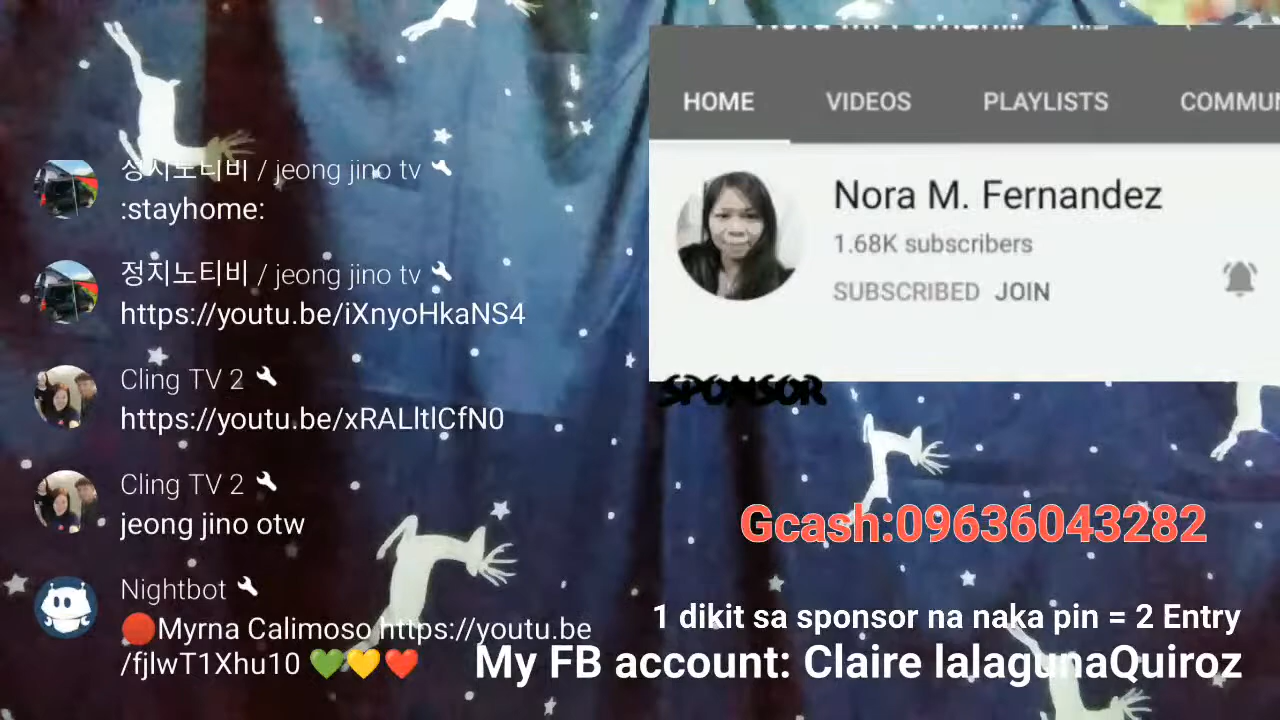 정지노티비 / jeong jino tv
:stayhome:
정지노티비 / jeong jino tv
https://youtu.be/iXnyoHkaNS4
Cling TV 2
https://youtu.be/xRALltlCfN0
Cling TV 2
jeong jino otw
Nightbot
🔴Myrna Calimoso https://youtu.be
/fjlwT1Xhu10 💚💛❤️
HOME VIDEOS PLAYLISTS COMMUN
Nora M. Fernandez
1.68K subscribers
SUBSCRIBED JOIN
SPONSOR
Gcash:09636043282
1 dikit sa sponsor na naka pin = 2 Entry
My FB account: Claire lalagunaQuiroz